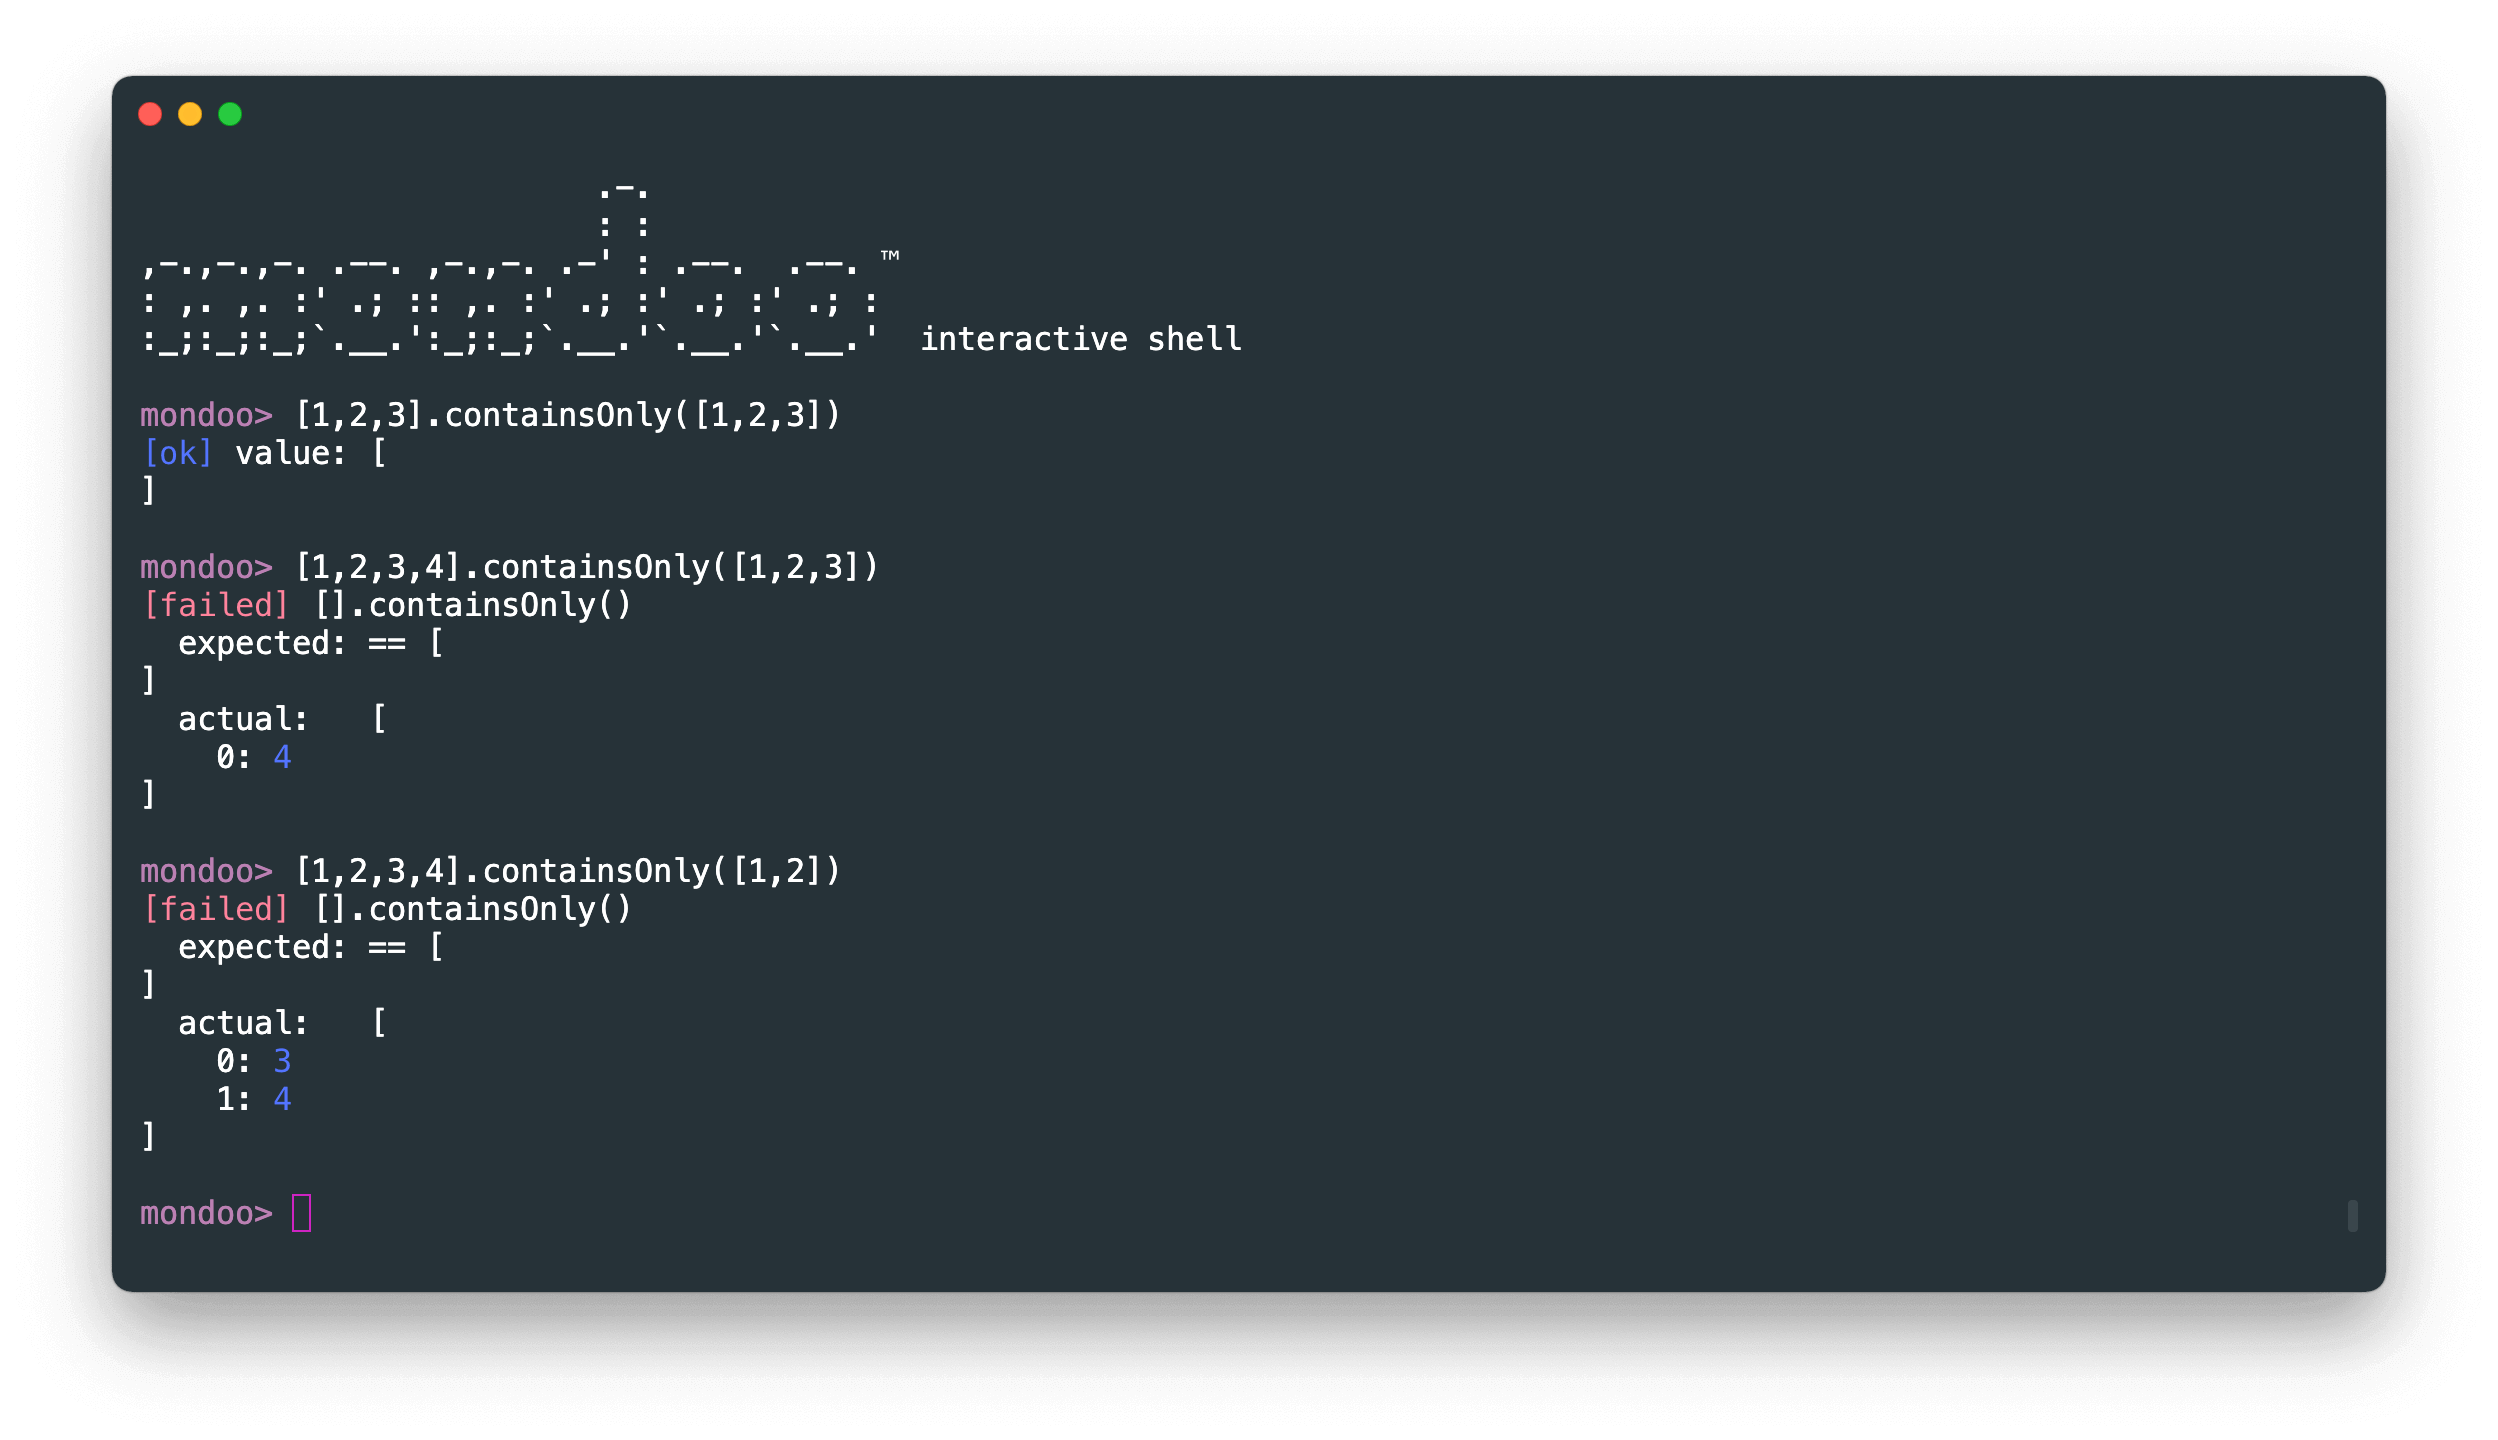 .-.
                        : :
,-.,-.,-. .--. ,-.,-. .-' : .--.  .--. ™
: ,. ,. :' .; :: ,. :' .; :' .; :' .; :
:_;:_;:_;`.__.':_;:_;`.__.'`.__.'`.__.'  interactive shell
mondoo> [1,2,3].containsOnly([1,2,3])
[ok] value: [
]
mondoo> [1,2,3,4].containsOnly([1,2,3])
[failed] [].containsOnly()
  expected: == [
]
  actual:   [
    0: 4
]
mondoo> [1,2,3,4].containsOnly([1,2])
[failed] [].containsOnly()
  expected: == [
]
  actual:   [
    0: 3
    1: 4
]
mondoo>